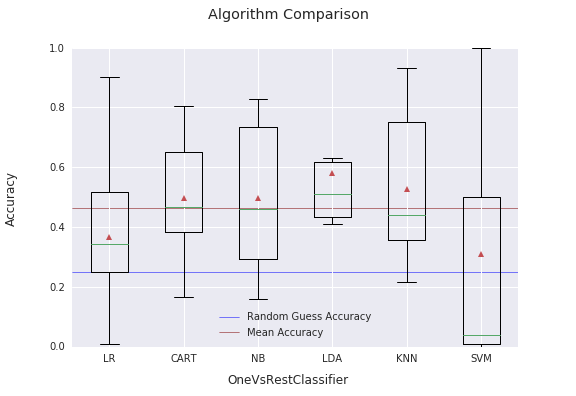 Algorithm Comparison
1.0
0.8
0.6
0.4
0.2
0.0
Accuracy
Random Guess Accuracy
Mean Accuracy
LR CART NB LDA KNN SVM
OneVsRestClassifier